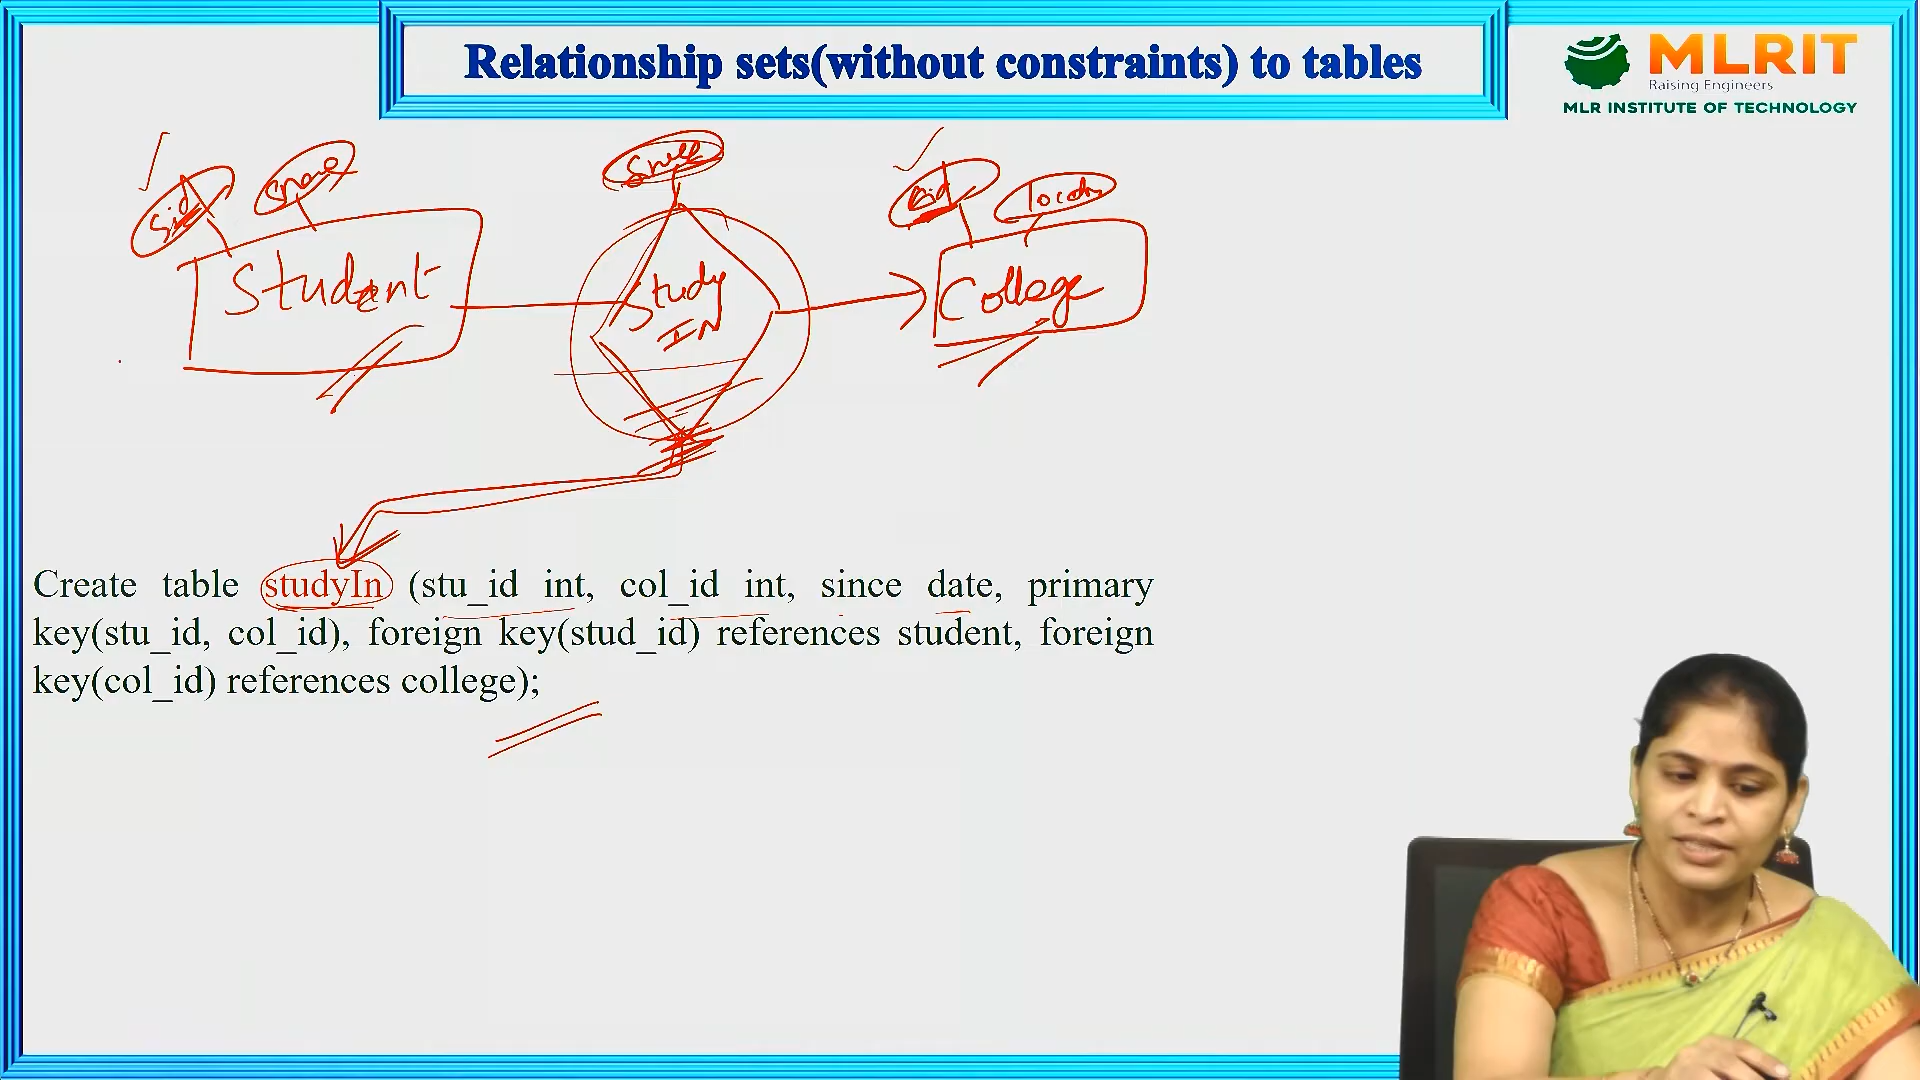 Relationship sets(without constraints) to tables
MLRIT
Raising Engineers
MLR INSTITUTE OF TECHNOLOGY
sid
Since
Student
Study
IN
College
Create table studyIn (stu_id int, col_id int, since date, primary
key(stu_id, col_id), foreign key(stud_id) references student, foreign
key(col_id) references college);